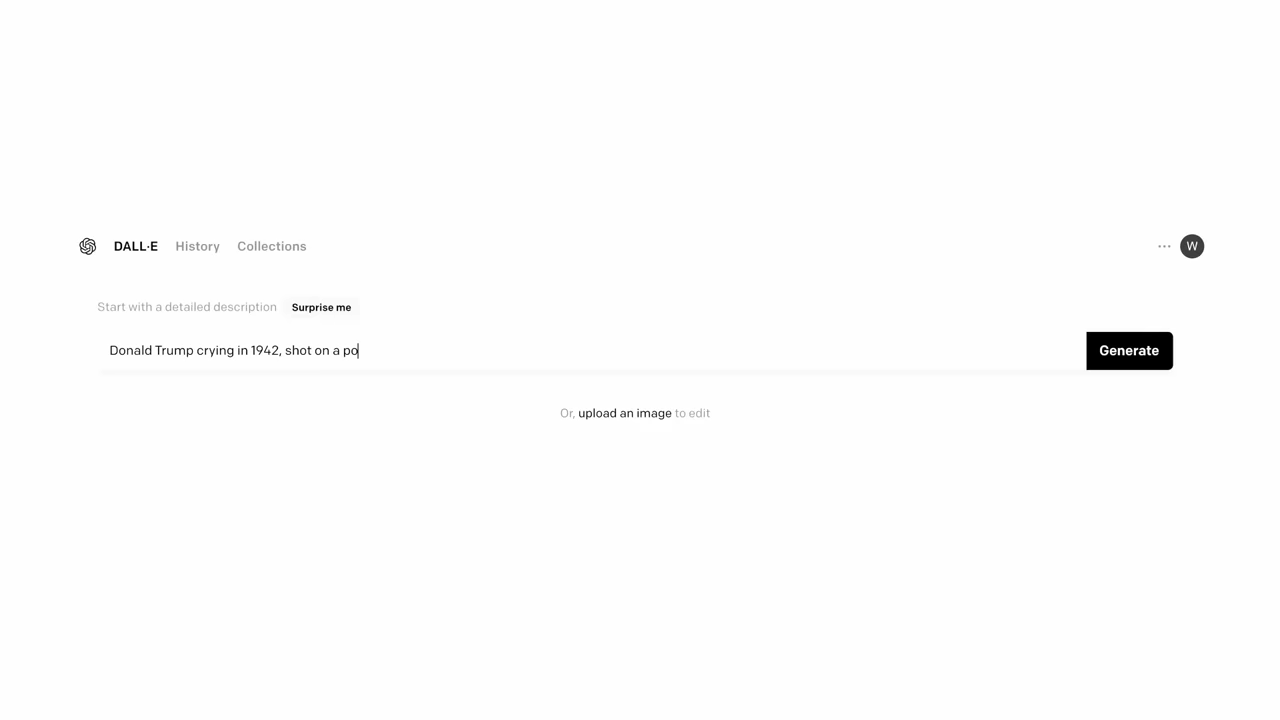 DALL·E History Collections ... W
Start with a detailed description Surprise me
Donald Trump crying in 1942, shot on a po
Generate
Or, upload an image to edit